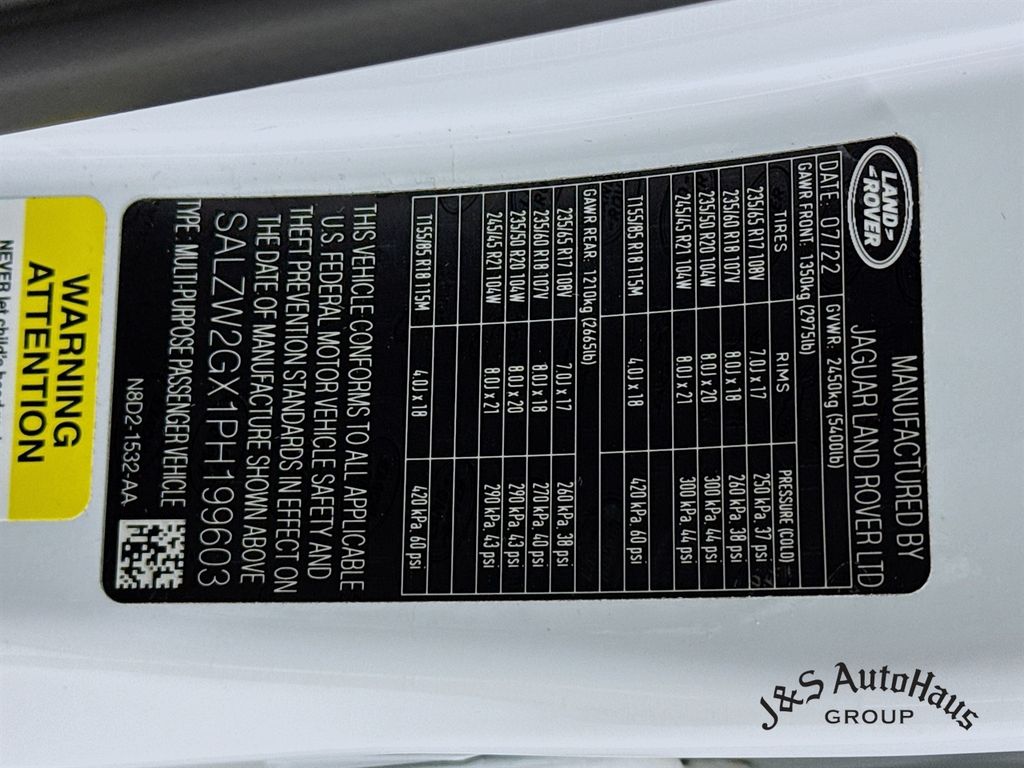 LAND-
-ROVER
MANUFACTURED BY
JAGUAR LAND ROVER LTD
DATE: 07/22 GVWR: 2450kg (5400lb)
GAWR FRONT: 1350kg (2975lb)
TIRES RIMS PRESSURE (COLD)
235/65 R17 108V 7.0J x 17 250 kPa, 37 psi
235/60 R18 107V 8.0J x 18 260 kPa, 38 psi
235/50 R20 104W 8.0J x 20 300 kPa, 44 psi
245/45 R21 104W 8.0J x 21 300 kPa, 44 psi
T155/85 R18 115M 4.0J x 18 420 kPa, 60 psi
GAWR REAR: 1210kg (2665lb)
235/65 R17 108V 7.0J x 17 260 kPa, 38 psi
235/60 R18 107V 8.0J x 18 270 kPa, 40 psi
235/50 R20 104W 8.0J x 20 290 kPa, 43 psi
245/45 R21 104W 8.0J x 21 290 kPa, 43 psi
T155/85 R18 115M 4.0J x 18 420 kPa, 60 psi
THIS VEHICLE CONFORMS TO ALL APPLICABLE
U.S. FEDERAL MOTOR VEHICLE SAFETY AND
THEFT PREVENTION STANDARDS IN EFFECT ON
THE DATE OF MANUFACTURE SHOWN ABOVE
SALZW2GX1PH199603
TYPE: MULTI-PURPOSE PASSENGER VEHICLE
N8D2-1532-AA
WARNING
ATTENTION
NEVER let child's head
J&S AutoHaus
GROUP